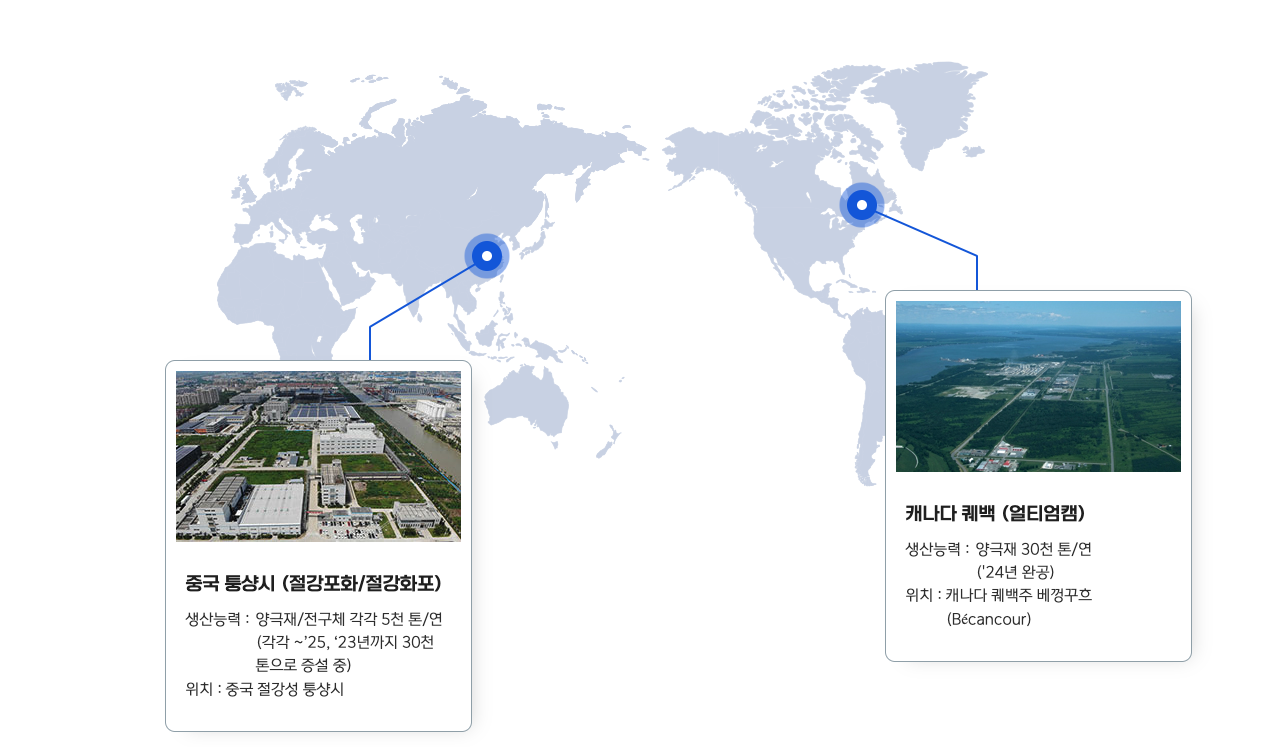 중국 퉁샹시 (절강포화/절강화포)
생산능력 : 양극재/전구체 각각 5천 톤/연
(각각 ~’25, ‘23년까지 30천
톤으로 증설 중)
위치 : 중국 절강성 퉁샹시
캐나다 퀘백 (얼티엄캠)
생산능력 : 양극재 30천 톤/연
('24년 완공)
위치 : 캐나다 퀘백주 베껑꾸흐
(Bécancour)